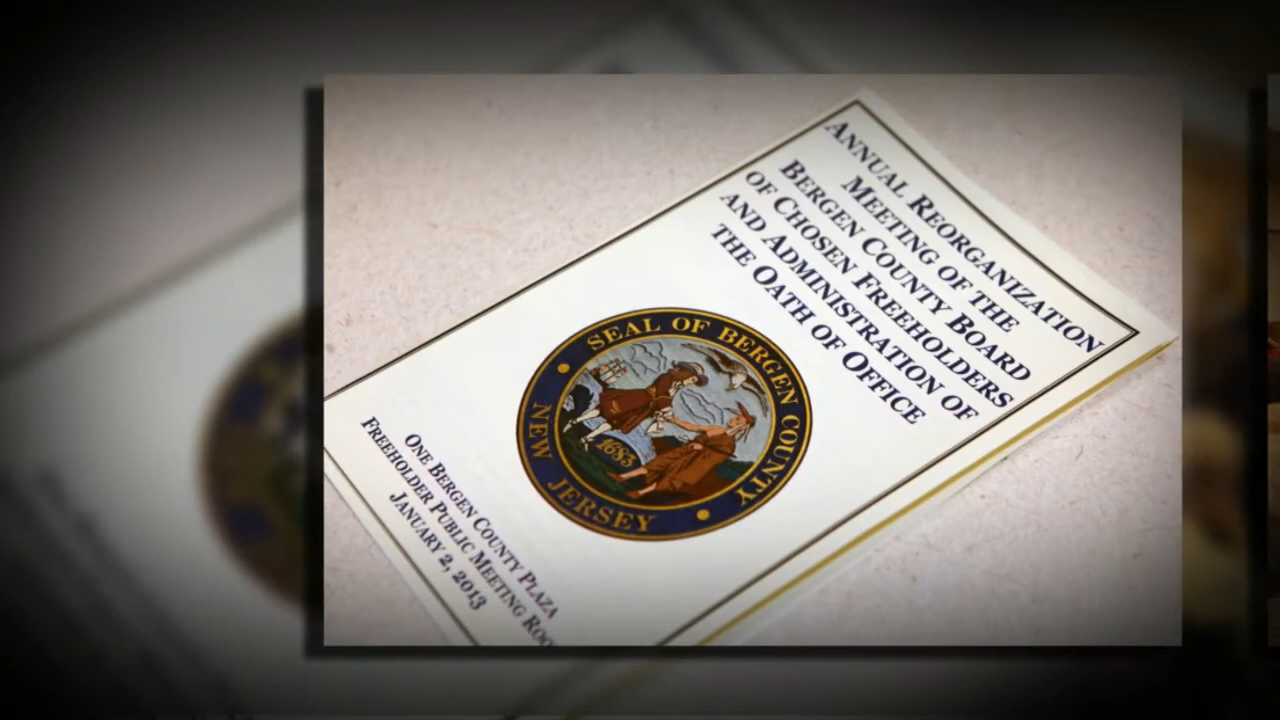 ANNUAL REORGANIZATION
MEETING OF THE
BERGEN COUNTY BOARD
OF CHOSEN FREEHOLDERS
AND ADMINISTRATION OF
THE OATH OF OFFICE
SEAL OF BERGEN COUNTY
NEW JERSEY
1683
ONE BERGEN COUNTY PLAZA
FREEHOLDER PUBLIC MEETING ROO
JANUARY 2, 2013